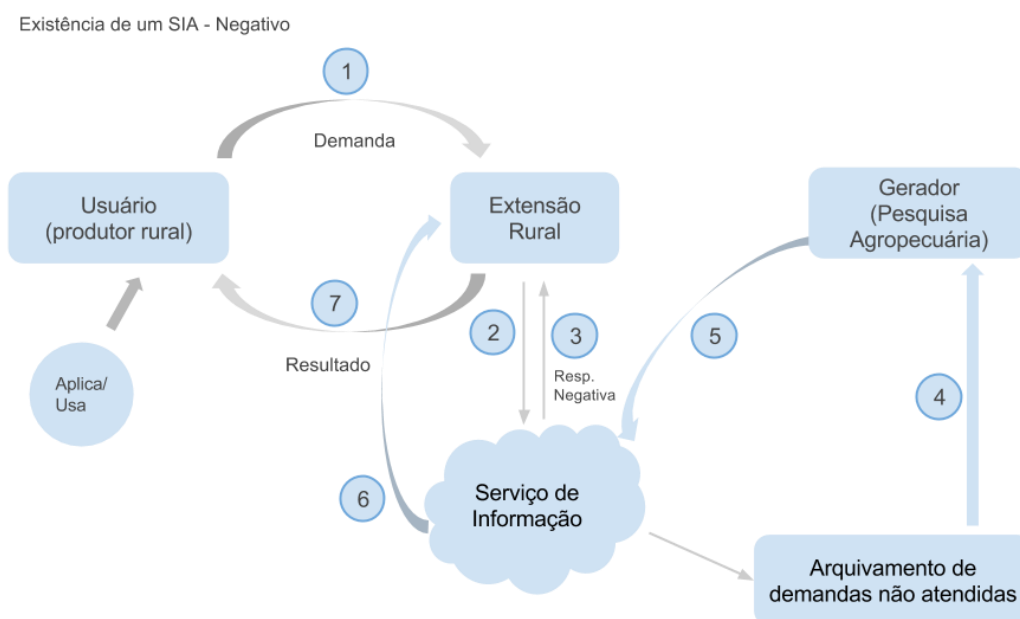 Existência de um SIA - Negativo
1
Demanda
Usuário
(produtor rural)
Extensão
Rural
Gerador
(Pesquisa
Agropecuária)
7
Resultado
2
3
Resp.
Negativa
5
4
Aplica/
Usa
6
Serviço de
Informação
Arquivamento de
demandas não atendidas